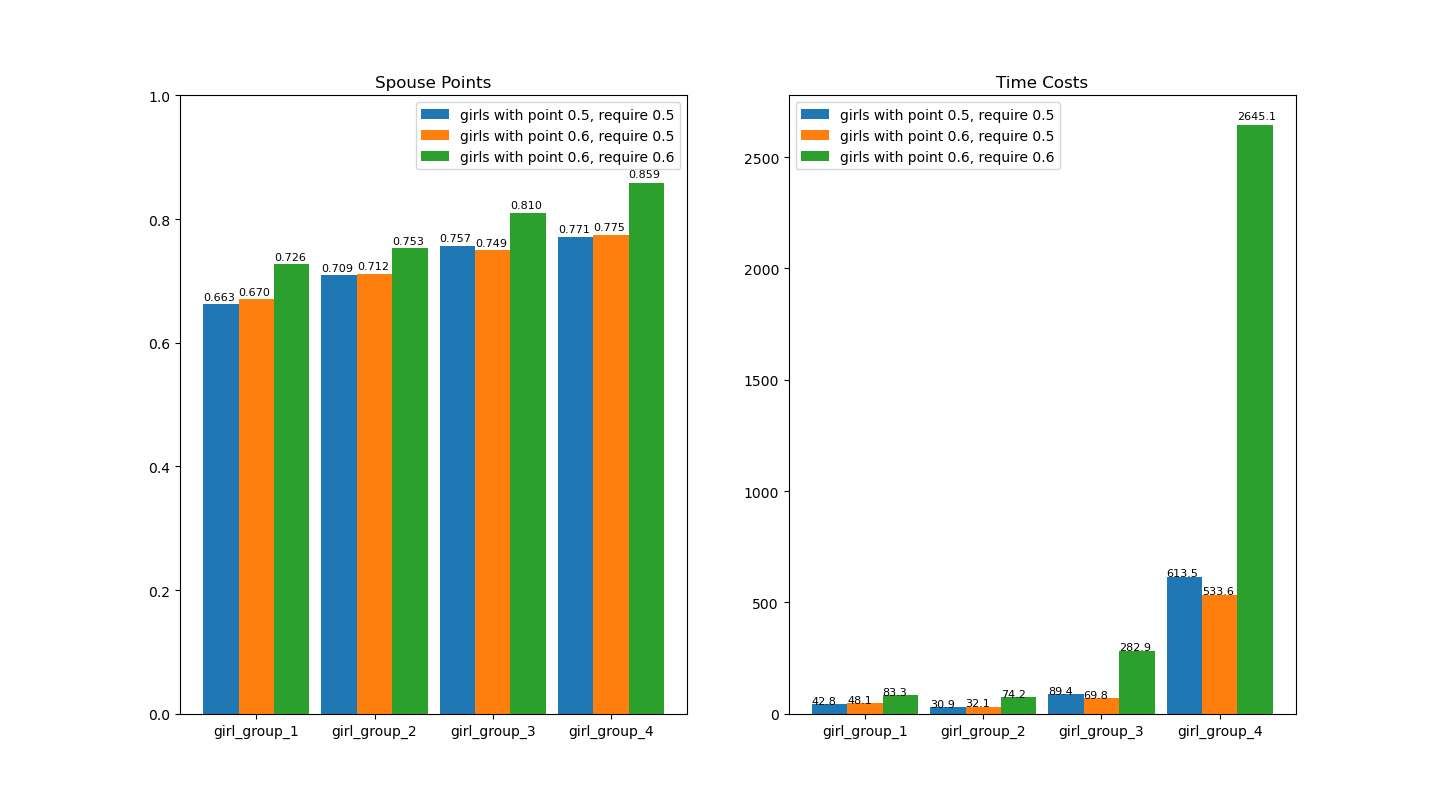 Spouse Points
1.0
0.8
0.6
0.4
0.2
0.0
girls with point 0.5, require 0.5
girls with point 0.6, require 0.5
girls with point 0.6, require 0.6
0.663
0.670
0.726
0.709
0.712
0.753
0.757
0.749
0.810
0.771
0.775
0.859
girl_group_1
girl_group_2
girl_group_3
girl_group_4
Time Costs
2500
2000
1500
1000
500
0
girls with point 0.5, require 0.5
girls with point 0.6, require 0.5
girls with point 0.6, require 0.6
42.8
48.1
83.3
30.9
32.1
74.2
89.4
69.8
282.9
613.5
533.6
2645.1
girl_group_1
girl_group_2
girl_group_3
girl_group_4